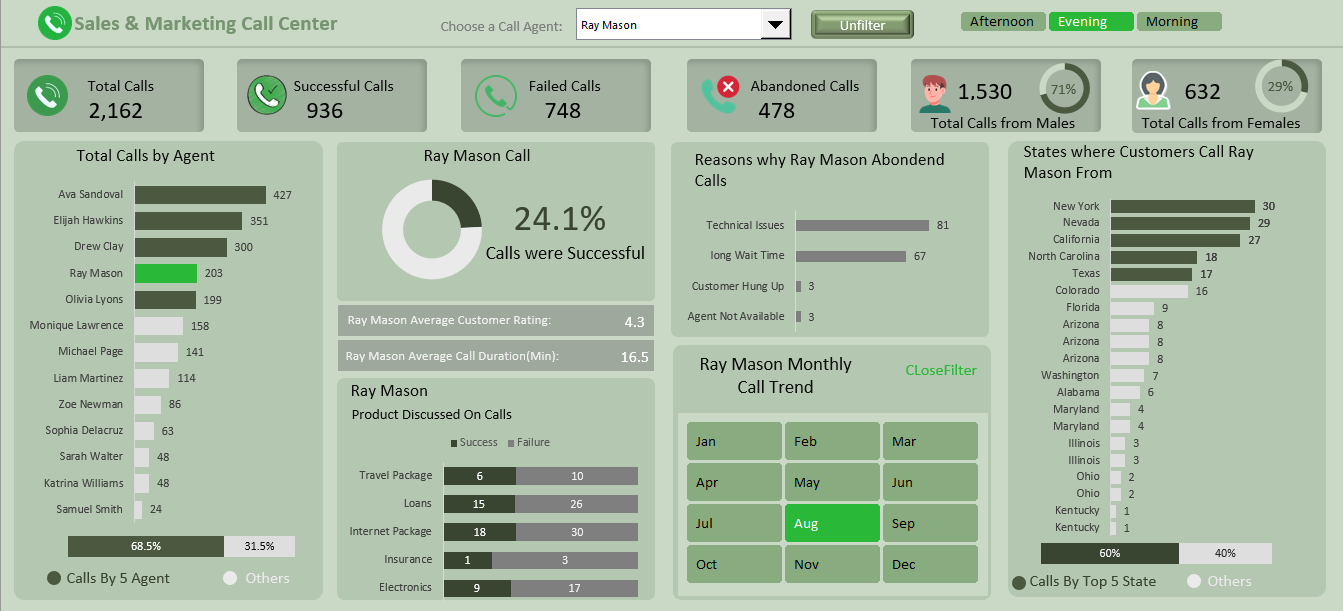 Sales & Marketing Call Center
Choose a Call Agent:
Ray Mason
Unfilter
Afternoon
Evening
Morning
Total Calls
2,162
Successful Calls
936
Failed Calls
748
Abandoned Calls
478
1,530
71%
Total Calls from Males
632
29%
Total Calls from Females
Total Calls by Agent
Ava Sandoval 427
Elijah Hawkins 351
Drew Clay 300
Ray Mason 203
Olivia Lyons 199
Monique Lawrence 158
Michael Page 141
Liam Martinez 114
Zoe Newman 86
Sophia Delacruz 63
Sarah Walter 48
Katrina Williams 48
Samuel Smith 24
68.5% 31.5%
Calls By 5 Agent Others
Ray Mason Call
24.1%
Calls were Successful
Ray Mason Average Customer Rating: 4.3
Ray Mason Average Call Duration(Min): 16.5
Ray Mason
Product Discussed On Calls
Success Failure
Travel Package 6 10
Loans 15 26
Internet Package 18 30
Insurance 1 3
Electronics 9 17
Reasons why Ray Mason Abondend
Calls
Technical Issues 81
long Wait Time 67
Customer Hung Up 3
Agent Not Available 3
Ray Mason Monthly
Call Trend
CLoseFilter
Jan Feb Mar
Apr May Jun
Jul Aug Sep
Oct Nov Dec
States where Customers Call Ray
Mason From
New York 30
Nevada 29
California 27
North Carolina 18
Texas 17
Colorado 16
Florida 9
Arizona 8
Arizona 8
Arizona 8
Washington 7
Alabama 6
Maryland 4
Maryland 4
Illinois 3
Illinois 3
Ohio 2
Ohio 2
Kentucky 1
Kentucky 1
60% 40%
Calls By Top 5 State Others